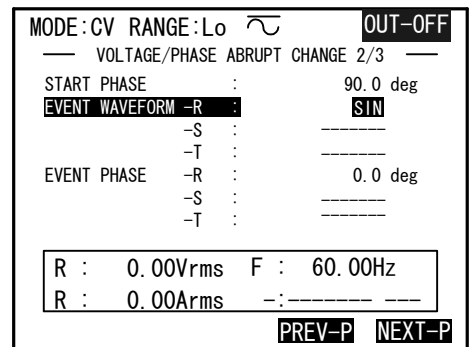 MODE:CV RANGE:Lo OUT-OFF
VOLTAGE/PHASE ABRUPT CHANGE 2/3
START PHASE : 90.0 deg
EVENT WAVEFORM -R : SIN
-S : -------
-T : -------
EVENT PHASE -R : 0.0 deg
-S : -------
-T : -------
R : 0.00Vrms F : 60.00Hz
R : 0.00Arms -:------- ---
PREV-P NEXT-P